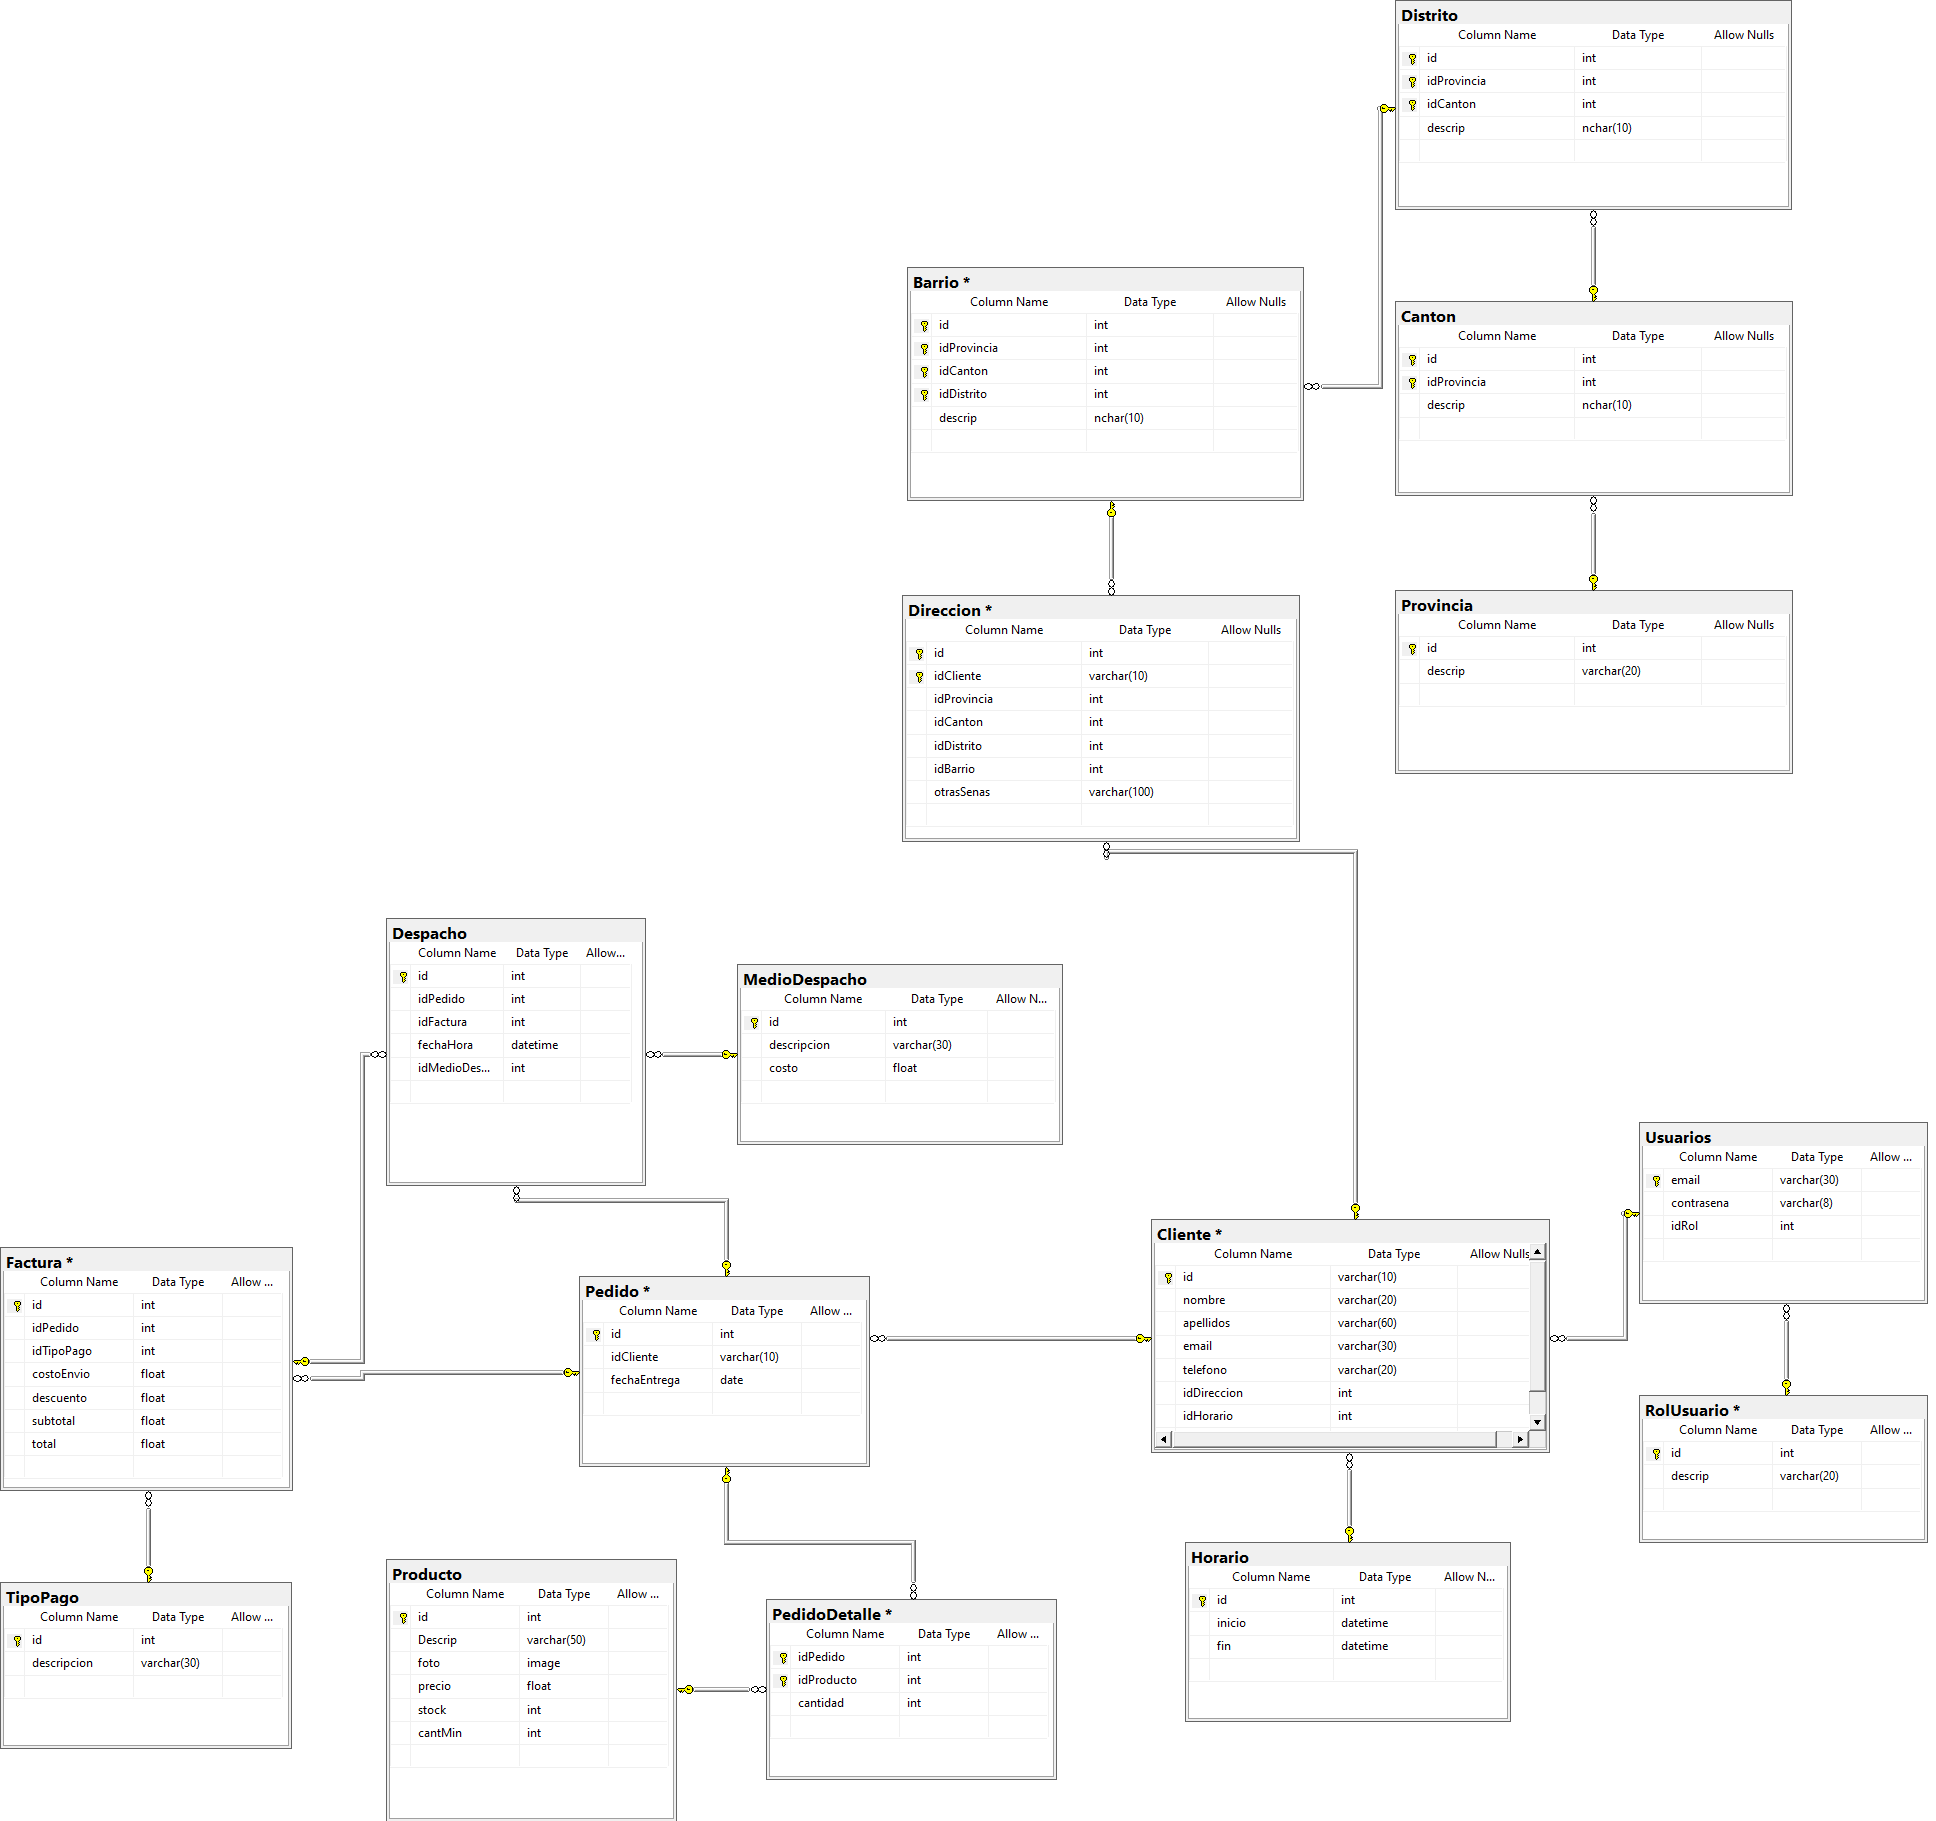 Distrito
Column Name Data Type Allow Nulls
id int
idProvincia int
idCanton int
descrip nchar(10)
Barrio *
Column Name Data Type Allow Nulls
id int
idProvincia int
idCanton int
idDistrito int
descrip nchar(10)
Canton
Column Name Data Type Allow Nulls
id int
idProvincia int
descrip nchar(10)
Direccion *
Column Name Data Type Allow Nulls
id int
idCliente varchar(10)
idProvincia int
idCanton int
idDistrito int
idBarrio int
otrasSenas varchar(100)
Provincia
Column Name Data Type Allow Nulls
id int
descrip varchar(20)
Despacho
Column Name Data Type Allow...
id int
idPedido int
idFactura int
fechaHora datetime
idMedioDes... int
MedioDespacho
Column Name Data Type Allow N...
id int
descripcion varchar(30)
costo float
Usuarios
Column Name Data Type Allow ...
email varchar(30)
contrasena varchar(8)
idRol int
Factura *
Column Name Data Type Allow ...
id int
idPedido int
idTipoPago int
costoEnvio float
descuento float
subtotal float
total float
Pedido *
Column Name Data Type Allow ...
id int
idCliente varchar(10)
fechaEntrega date
Cliente *
Column Name Data Type Allow Nulls
id varchar(10)
nombre varchar(20)
apellidos varchar(60)
email varchar(30)
telefono varchar(20)
idDireccion int
idHorario int
RolUsuario *
Column Name Data Type Allow ...
id int
descrip varchar(20)
TipoPago
Column Name Data Type Allow ...
id int
descripcion varchar(30)
Producto
Column Name Data Type Allow ...
id int
Descrip varchar(50)
foto image
precio float
stock int
cantMin int
PedidoDetalle *
Column Name Data Type Allow ...
idPedido int
idProducto int
cantidad int
Horario
Column Name Data Type Allow N...
id int
inicio datetime
fin datetime